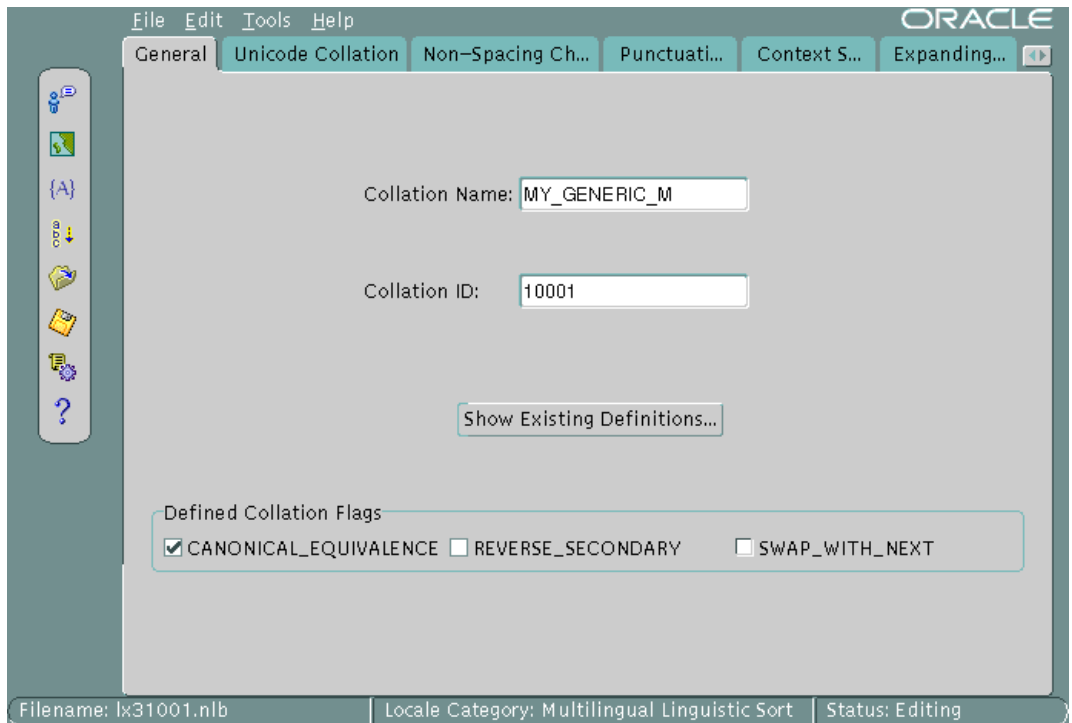 File Edit Tools Help ORACLE
General Unicode Collation Non-Spacing Ch... Punctuati... Context S... Expanding...
{A}
a
b
c
?
Collation Name: MY_GENERIC_M
Collation ID: 10001
Show Existing Definitions...
Defined Collation Flags
CANONICAL_EQUIVALENCE REVERSE_SECONDARY SWAP_WITH_NEXT
Filename: lx31001.nlb Locale Category: Multilingual Linguistic Sort Status: Editing